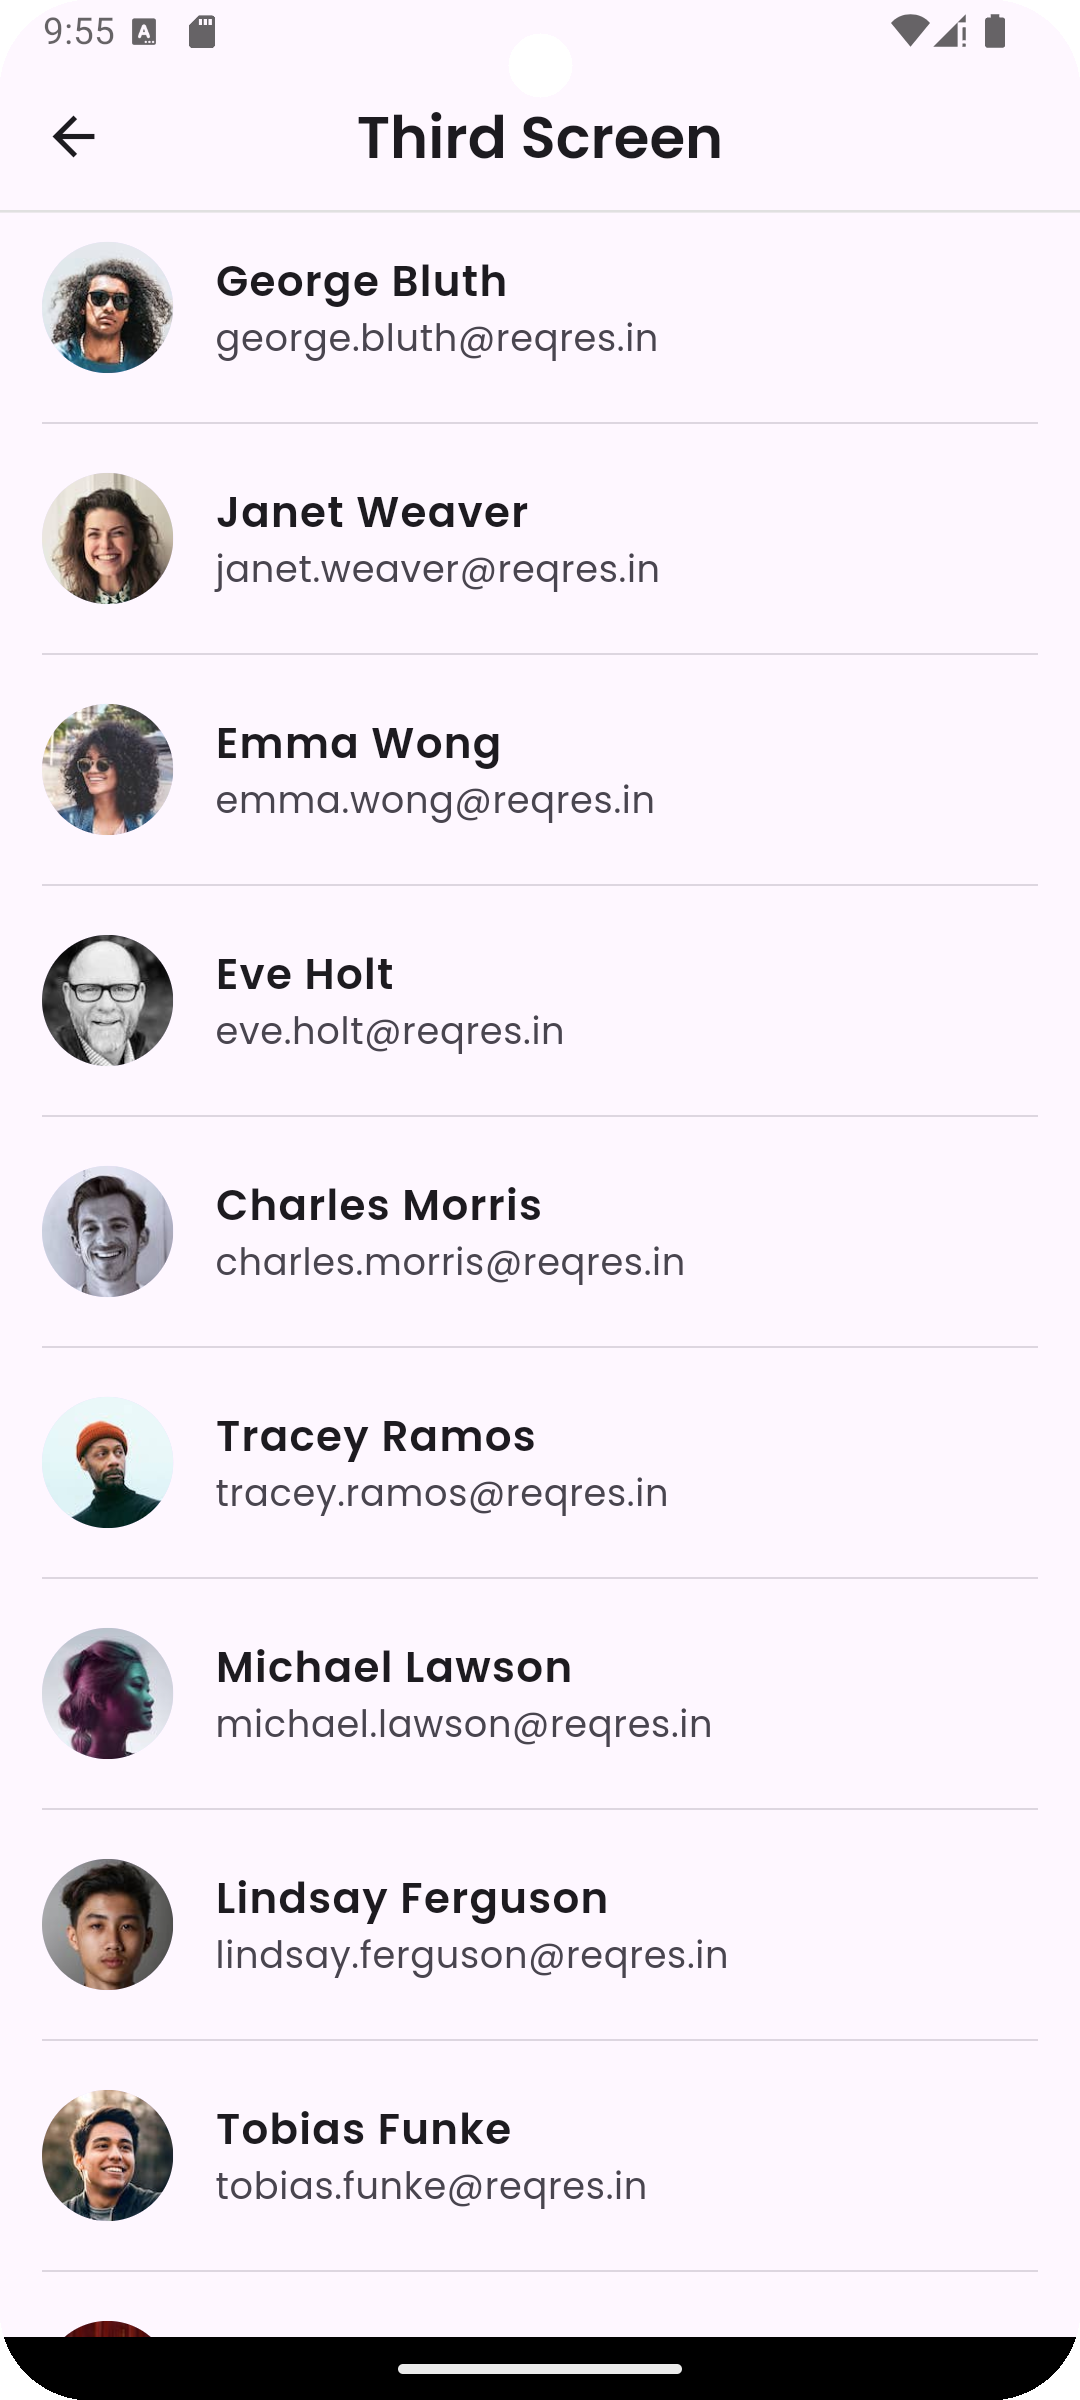 9:55
Third Screen
George Bluth
george.bluth@reqres.in
Janet Weaver
janet.weaver@reqres.in
Emma Wong
emma.wong@reqres.in
Eve Holt
eve.holt@reqres.in
Charles Morris
charles.morris@reqres.in
Tracey Ramos
tracey.ramos@reqres.in
Michael Lawson
michael.lawson@reqres.in
Lindsay Ferguson
lindsay.ferguson@reqres.in
Tobias Funke
tobias.funke@reqres.in